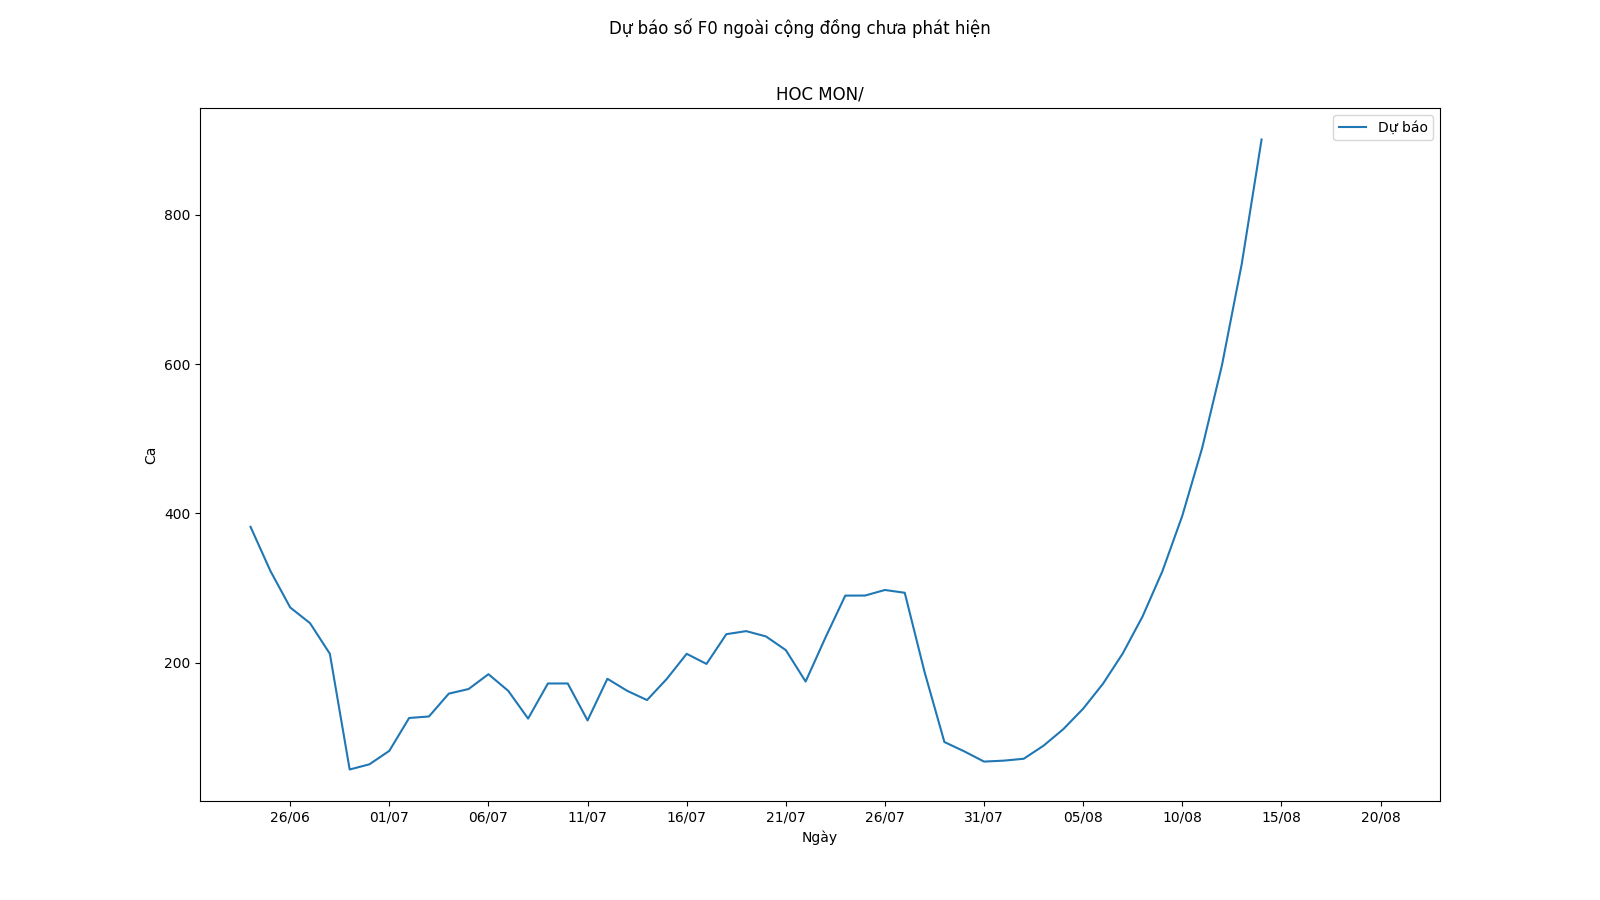 Dự báo số F0 ngoài cộng đồng chưa phát hiện
HOC MON/
Dự báo
800
600
400
200
Ca
26/06 01/07 06/07 11/07 16/07 21/07 26/07 31/07 05/08 10/08 15/08 20/08
Ngày